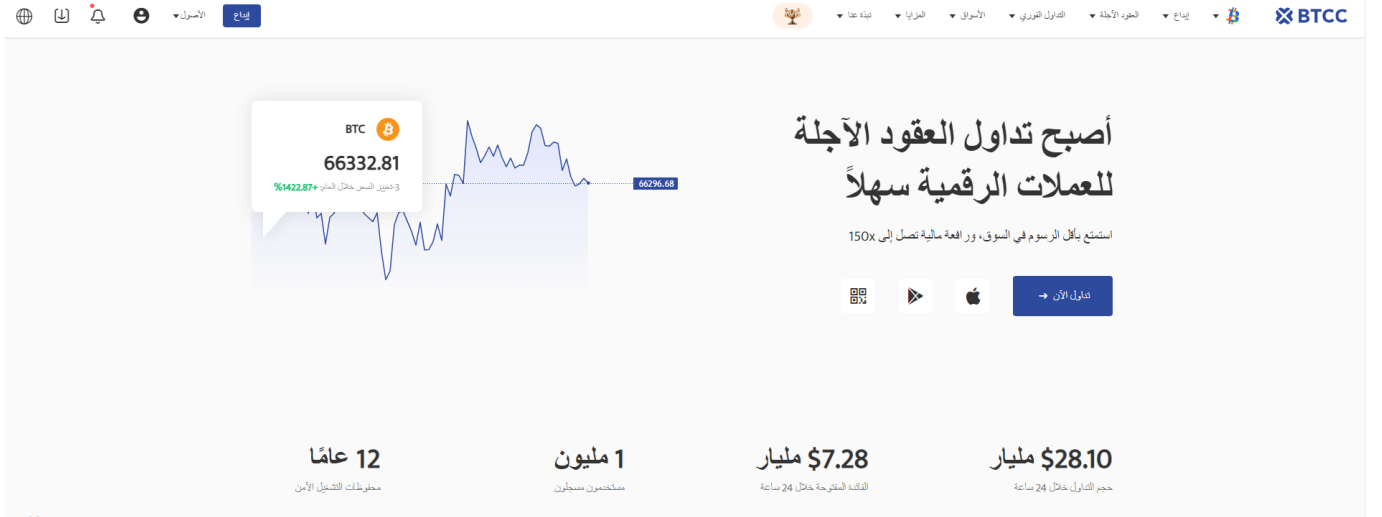 BTCC
إيداع
العقود الآجلة
التداول الفوري
الأسواق
المزايا
نبذة عنا
إيداع
الأصول
أصبح تداول العقود الآجلة
للعملات الرقمية سهلاً
استمتع بأقل الرسوم في السوق، ورافعة مالية تصل إلى 150x
تداول الآن →
BTC
66332.81
3-تغيير السعر خلال العام: +1422.87%
66296.68
$28.10 مليار
حجم التداول خلال 24 ساعة
$7.28 مليار
الفائدة المفتوحة خلال 24 ساعة
1 مليون
مستخدمون مسجلون
12 عامًا
محفوظات التشغيل الآمن